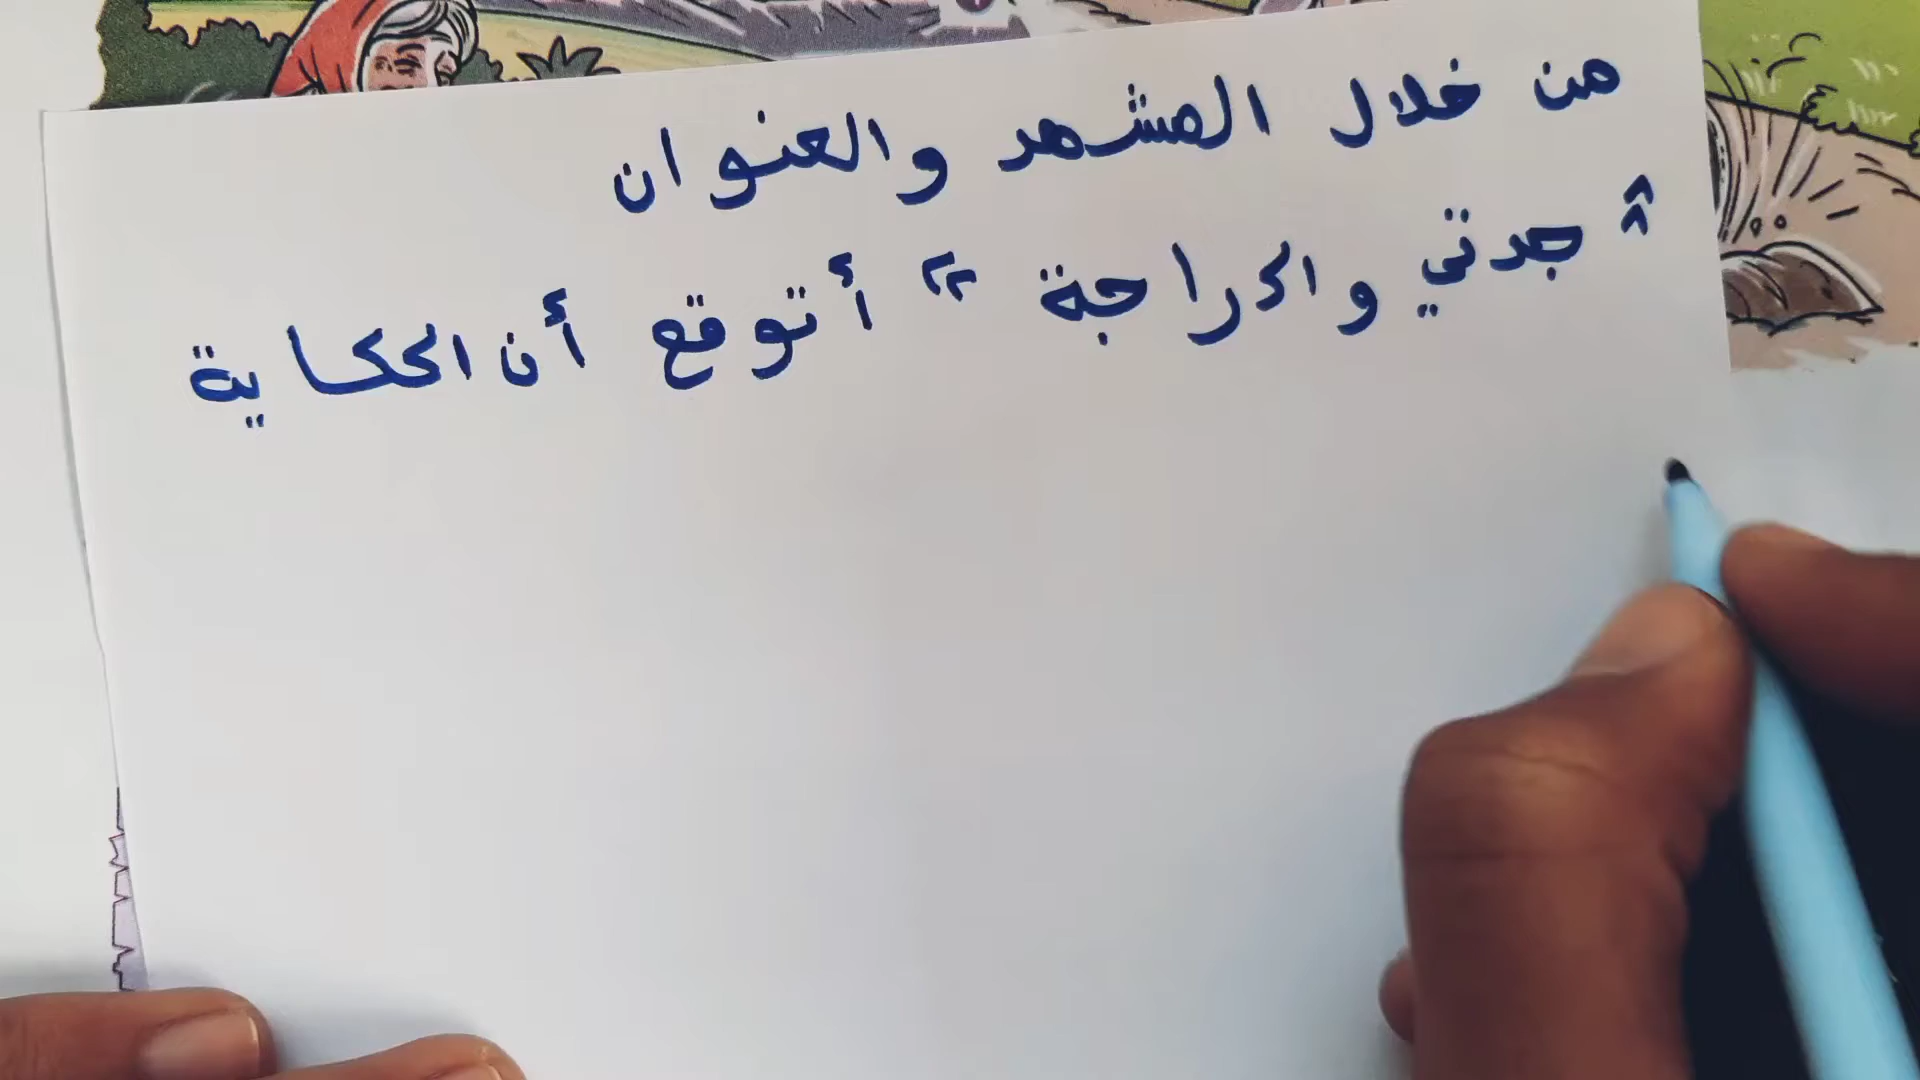 من خلال المشهد والعنوان
"جدتي والدراجة" أتوقع أن الحكاية